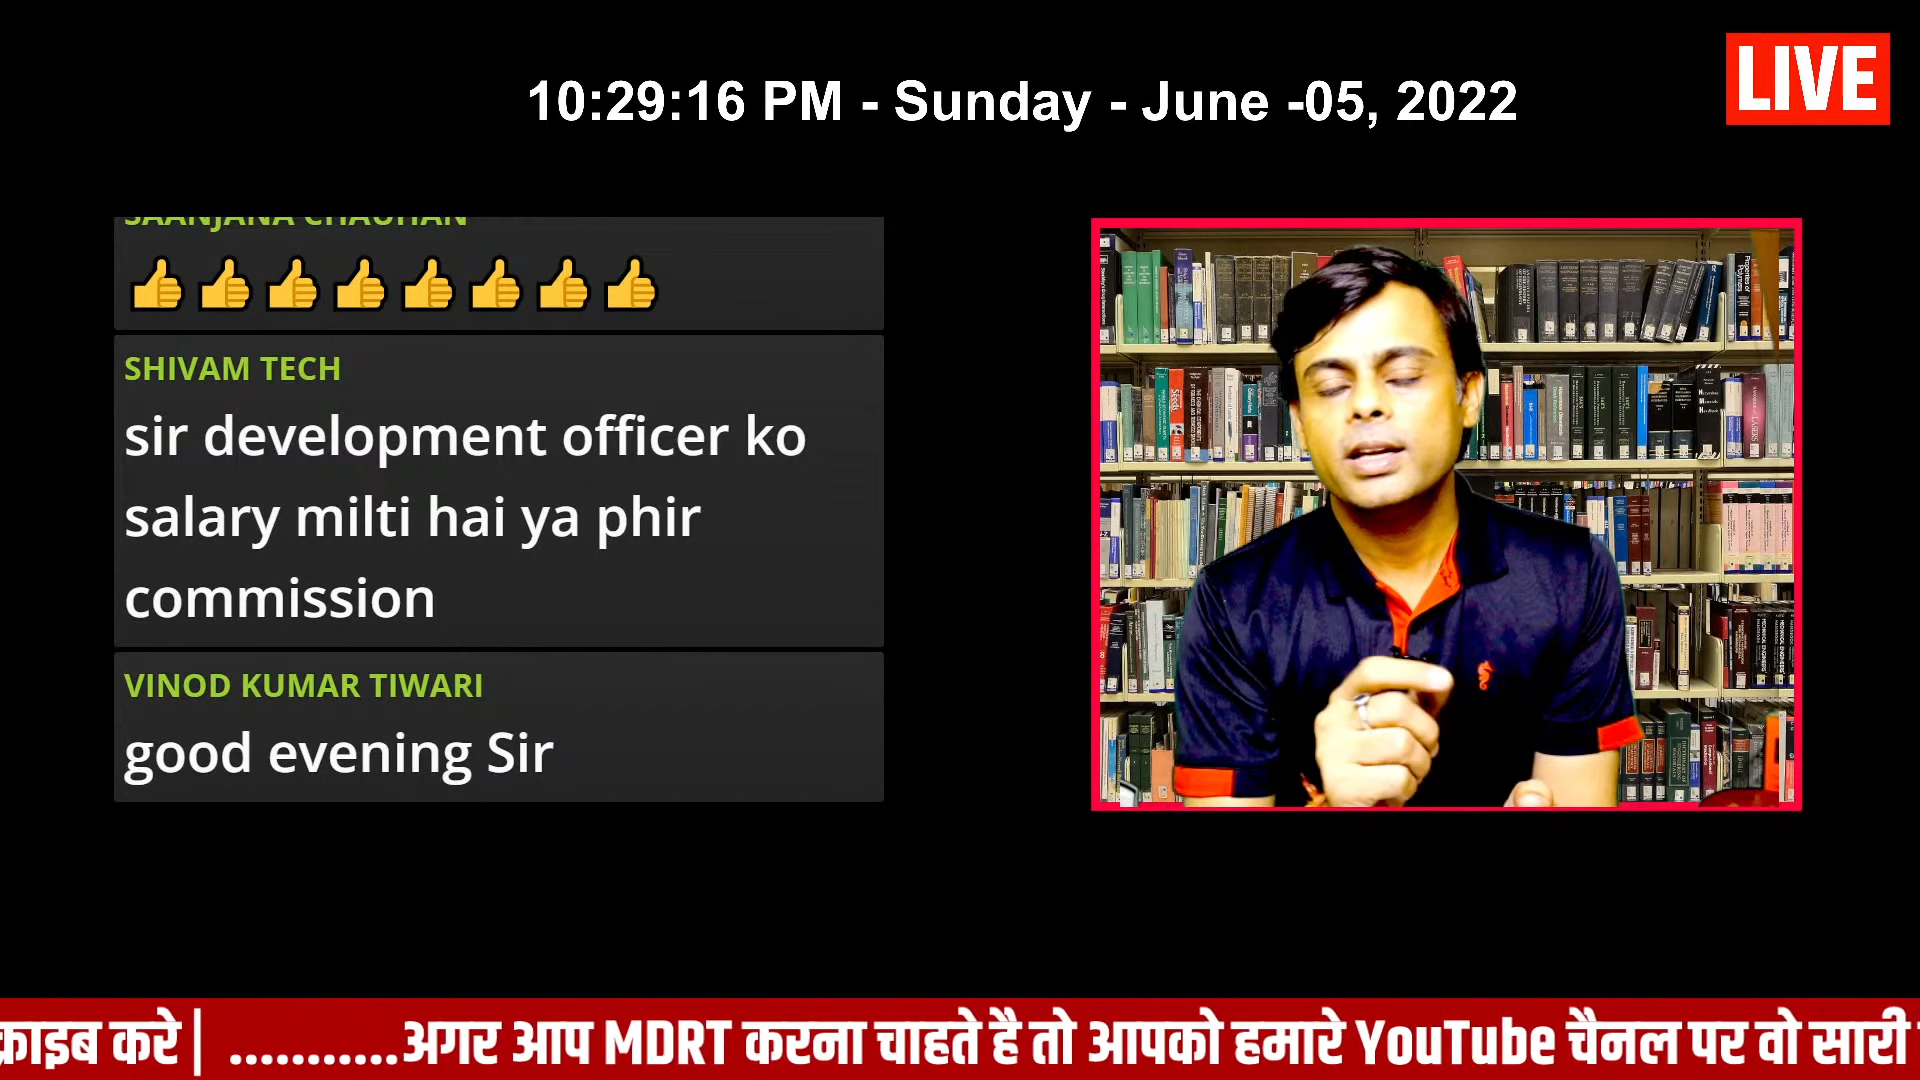 10:29:16 PM - Sunday - June -05, 2022
LIVE
SAANJANA CHAUHAN
SHIVAM TECH
sir development officer ko
salary milti hai ya phir
commission
VINOD KUMAR TIWARI
good evening Sir
क्राइब करे | ...........अगर आप MDRT करना चाहते है तो आपको हमारे YouTube चैनल पर वो सारी